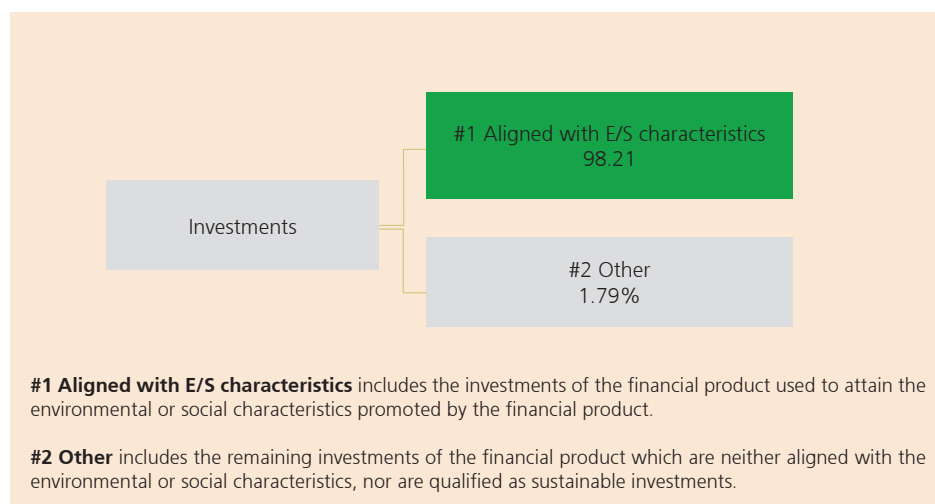 #1 Aligned with E/S characteristics
98.21
Investments
#2 Other
1.79%
#1 Aligned with E/S characteristics includes the investments of the financial product used to attain the
environmental or social characteristics promoted by the financial product.
#2 Other includes the remaining investments of the financial product which are neither aligned with the
environmental or social characteristics, nor are qualified as sustainable investments.